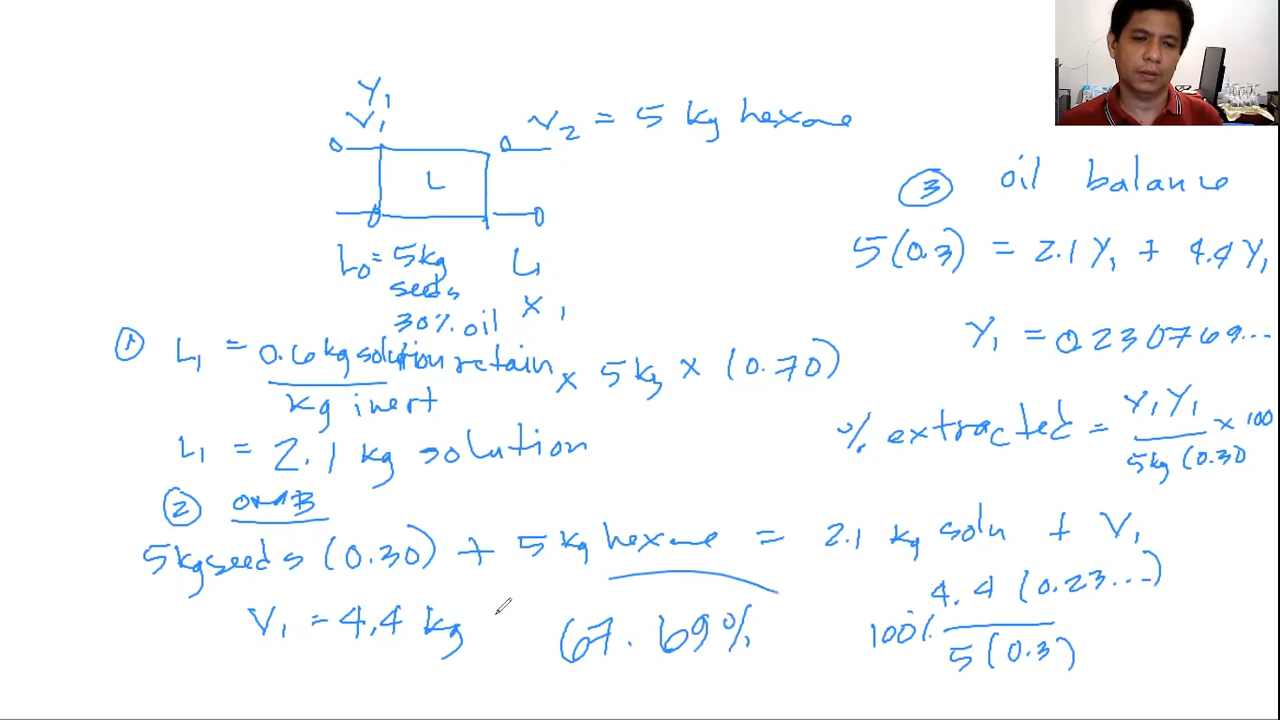 Y1
V1
V2 = 5 kg hexane
L
L0 = 5kg
seeds
30% oil
L1
X1
① L1 = 0.6 kg solution retain × 5 kg × (0.70)
kg inert
L1 = 2.1 kg solution
② OMB
5kg seeds (0.30) + 5 kg hexane = 2.1 kg soln + V1
V1 = 4.4 kg
67.69%
③ oil balance
5(0.3) = 2.1 Y1 + 4.4 Y1
Y1 = 0.230769...
% extracted = Y1 Y1 × 100
5kg (0.30
4.4 (0.23...)
100%
5(0.3)